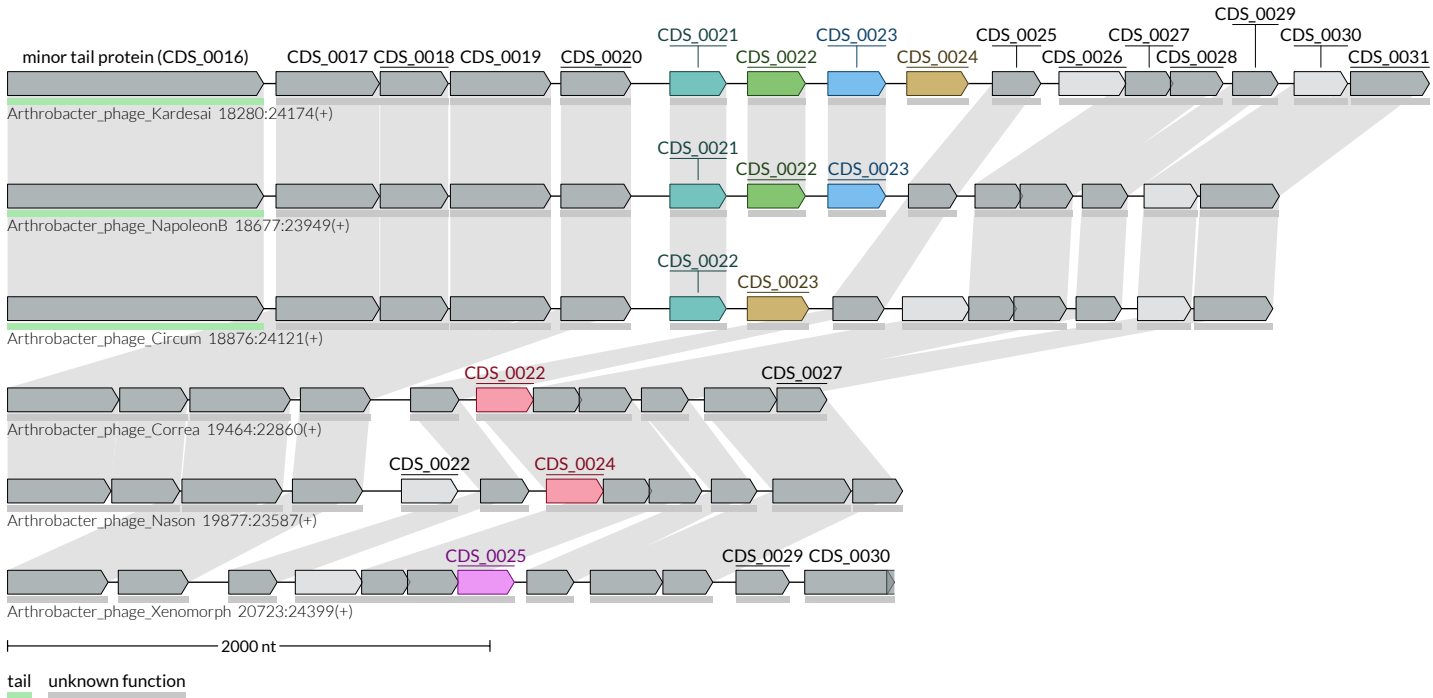 CDS_0029
CDS_0021 CDS_0023 CDS_0025 CDS_0027 CDS_0030
minor tail protein (CDS_0016) CDS_0017 CDS_0018 CDS_0019 CDS_0020 CDS_0022 CDS_0024 CDS_0026 CDS_0028 CDS_0031
Arthrobacter_phage_Kardesai 18280:24174(+)
CDS_0021
CDS_0022 CDS_0023
Arthrobacter_phage_NapoleonB 18677:23949(+)
CDS_0022
CDS_0023
Arthrobacter_phage_Circum 18876:24121(+)
CDS_0022 CDS_0027
Arthrobacter_phage_Correa 19464:22860(+)
CDS_0022 CDS_0024
Arthrobacter_phage_Nason 19877:23587(+)
CDS_0025 CDS_0029 CDS_0030
Arthrobacter_phage_Xenomorph 20723:24399(+)
2000 nt
tail unknown function